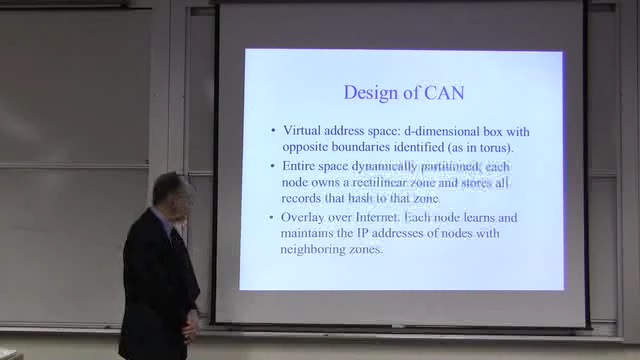 Design of CAN
• Virtual address space: d-dimensional box with
opposite boundaries identified (as in torus).
• Entire space dynamically partitioned, each
node owns a rectilinear zone and stores all
records that hash to that zone
• Overlay over Internet. Each node learns and
maintains the IP addresses of nodes with
neighboring zones.